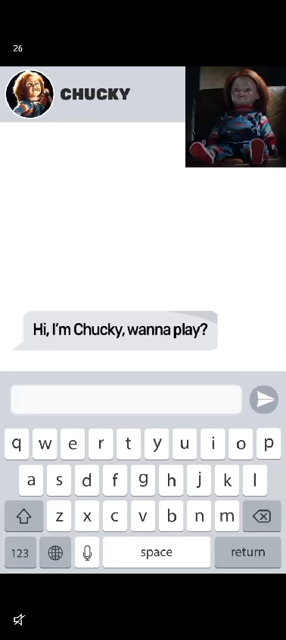 26
CHUCKY
Hi, I'm Chucky, wanna play?
q w e r t y u i o p
a s d f g h j k l
z x c v b n m
123 space return